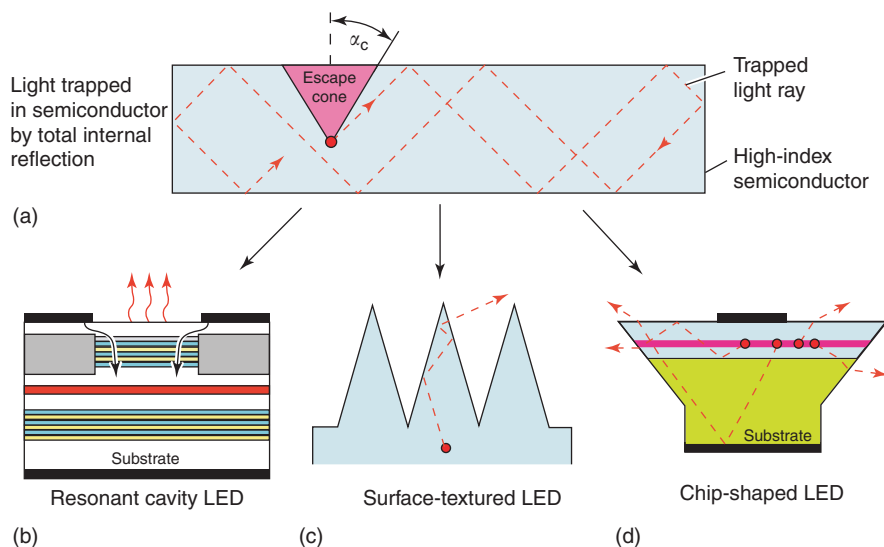 α_c
Escape
cone
Light trapped
in semiconductor
by total internal
reflection
Trapped
light ray
High-index
semiconductor
(a)
Substrate
Substrate
Resonant cavity LED
Surface-textured LED
Chip-shaped LED
(b)
(c)
(d)